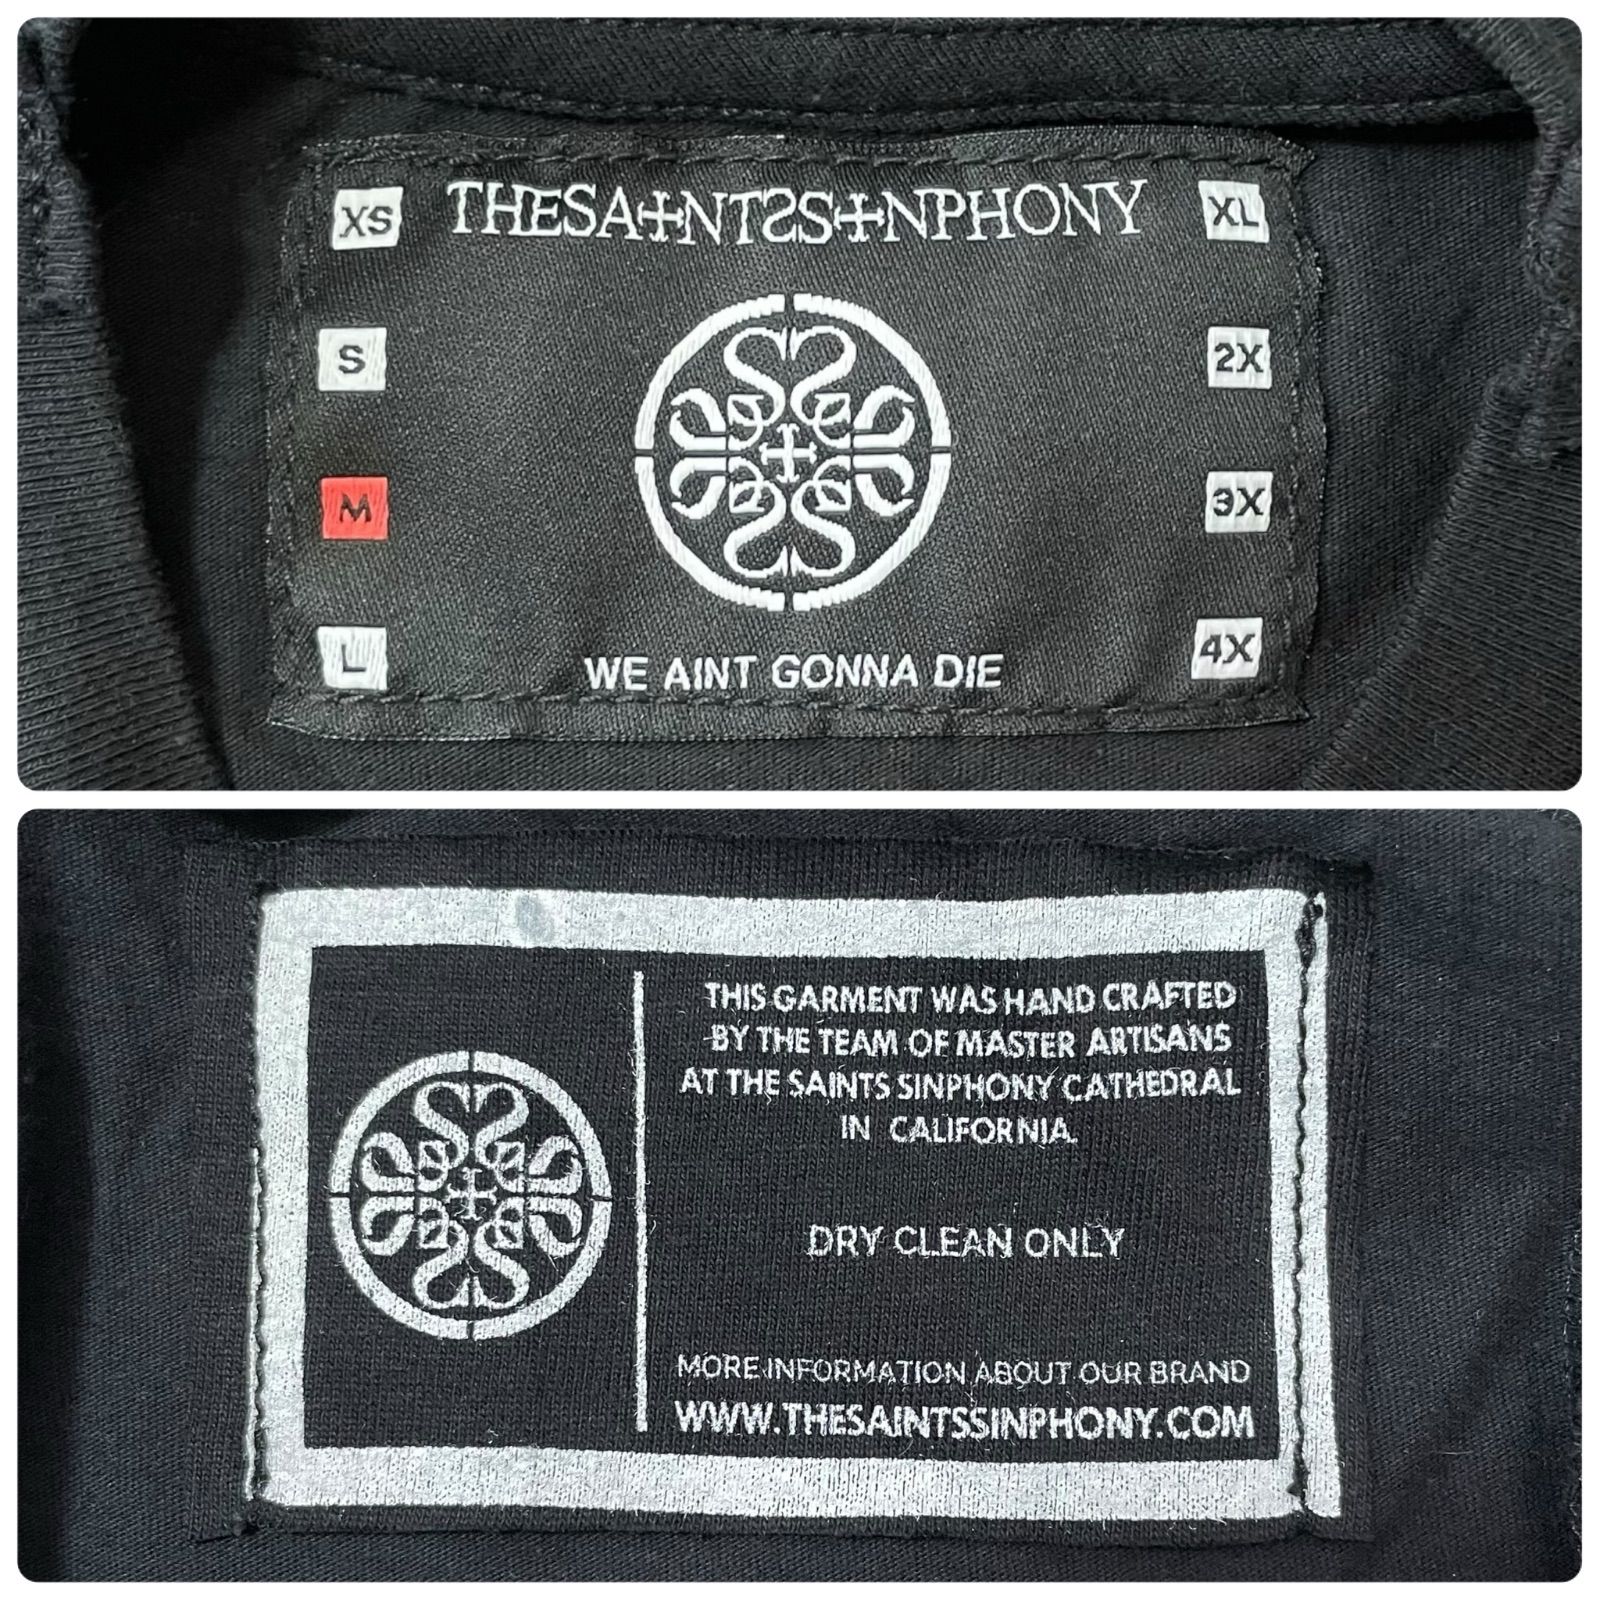 XS
THESAINTSSINPHONY
XL
S
2X
M
3X
L
4X
WE AINT GONNA DIE
THIS GARMENT WAS HAND CRAFTED
BY THE TEAM OF MASTER ARTISANS
AT THE SAINTS SINPHONY CATHEDRAL
IN CALIFORNIA.
DRY CLEAN ONLY
MORE INFORMATION ABOUT OUR BRAND
WWW.THESAINTSSINPHONY.COM